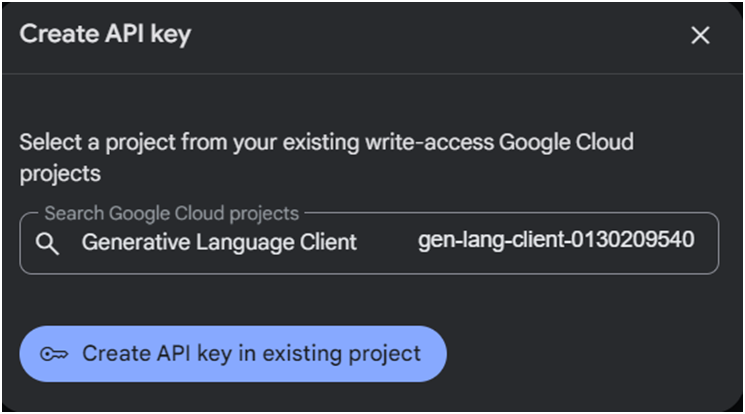 Create API key
Select a project from your existing write-access Google Cloud
projects
Search Google Cloud projects
Generative Language Client gen-lang-client-0130209540
Create API key in existing project